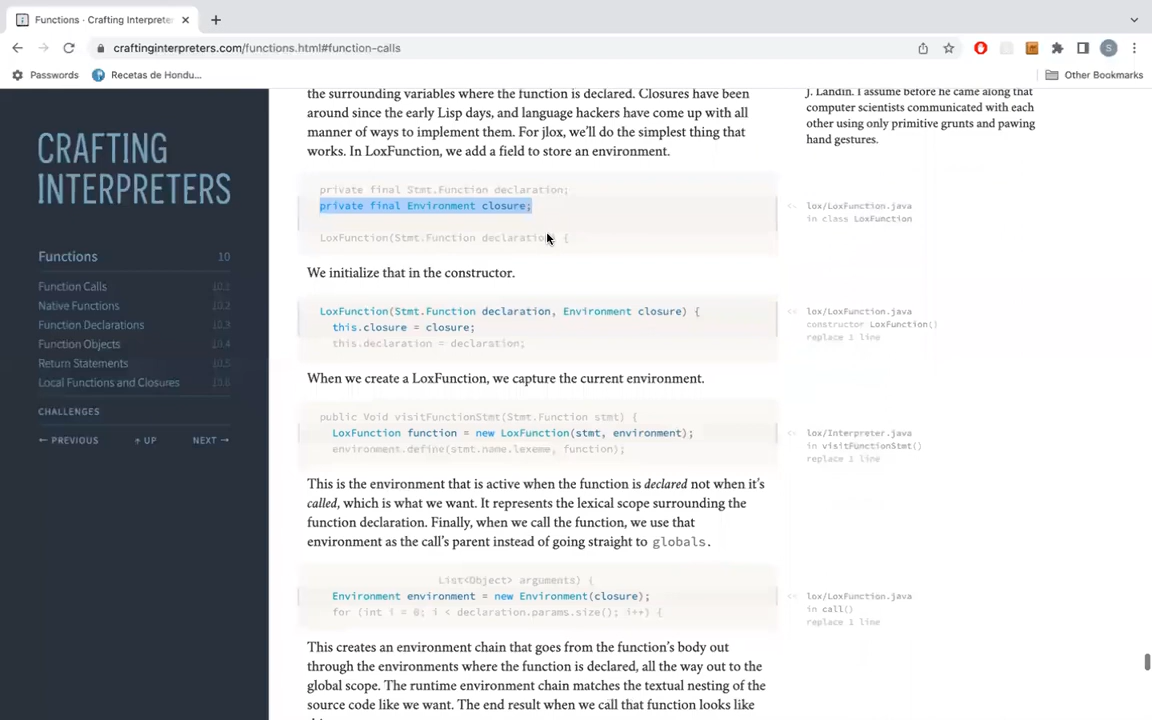 Functions · Crafting Interprete
craftinginterpreters.com/functions.html#function-calls
S
Passwords
Recetas de Hondu...
Other Bookmarks
CRAFTING
INTERPRETERS
Functions 10
Function Calls 10.1
Native Functions 10.2
Function Declarations 10.3
Function Objects 10.4
Return Statements 10.5
Local Functions and Closures 10.6
CHALLENGES
← PREVIOUS ↑ UP NEXT →
the surrounding variables where the function is declared. Closures have been
around since the early Lisp days, and language hackers have come up with all
manner of ways to implement them. For jlox, we’ll do the simplest thing that
works. In LoxFunction, we add a field to store an environment.
private final Stmt.Function declaration;
private final Environment closure;
LoxFunction(Stmt.Function declaration) {
We initialize that in the constructor.
LoxFunction(Stmt.Function declaration, Environment closure) {
this.closure = closure;
this.declaration = declaration;
When we create a LoxFunction, we capture the current environment.
public Void visitFunctionStmt(Stmt.Function stmt) {
LoxFunction function = new LoxFunction(stmt, environment);
environment.define(stmt.name.lexeme, function);
This is the environment that is active when the function is declared not when it’s
called, which is what we want. It represents the lexical scope surrounding the
function declaration. Finally, when we call the function, we use that
environment as the call’s parent instead of going straight to globals.
List<Object> arguments) {
Environment environment = new Environment(closure);
for (int i = 0; i < declaration.params.size(); i++) {
This creates an environment chain that goes from the function’s body out
through the environments where the function is declared, all the way out to the
global scope. The runtime environment chain matches the textual nesting of the
source code like we want. The end result when we call that function looks like
J. Landin. I assume before he came along that
computer scientists communicated with each
other using only primitive grunts and pawing
hand gestures.
<- lox/LoxFunction.java
in class LoxFunction
<- lox/LoxFunction.java
constructor LoxFunction()
replace 1 line
<- lox/Interpreter.java
in visitFunctionStmt()
replace 1 line
<- lox/LoxFunction.java
in call()
replace 1 line